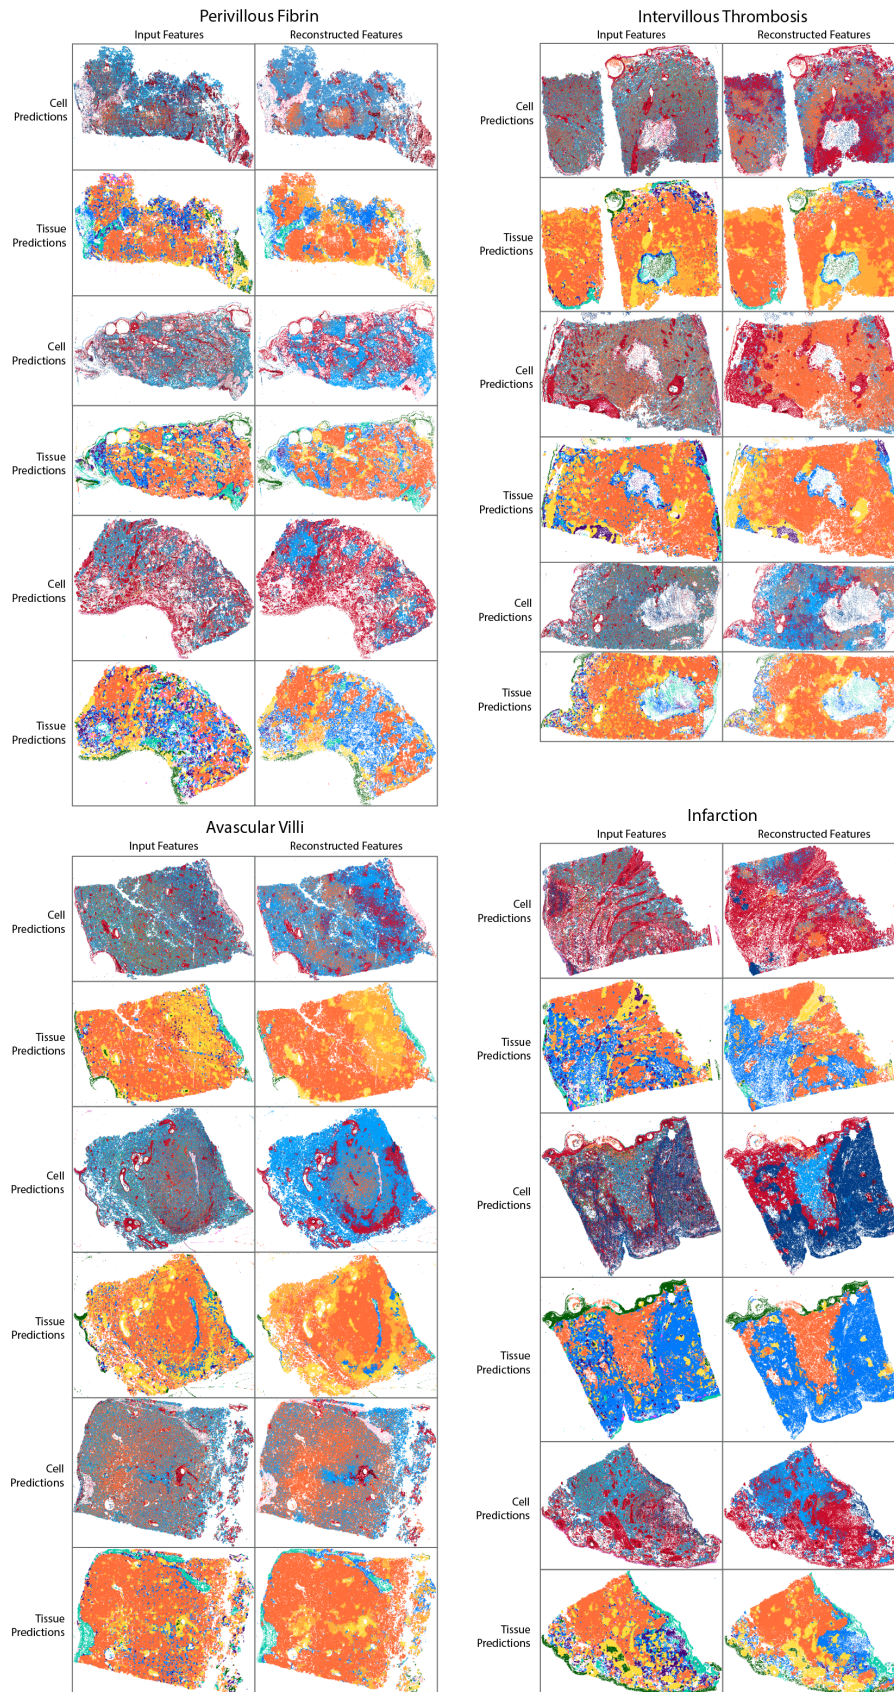 Perivillous Fibrin
Input Features
Reconstructed Features
Cell
Predictions
Tissue
Predictions
Cell
Predictions
Tissue
Predictions
Cell
Predictions
Tissue
Predictions
Intervillous Thrombosis
Input Features
Reconstructed Features
Cell
Predictions
Tissue
Predictions
Cell
Predictions
Tissue
Predictions
Cell
Predictions
Tissue
Predictions
Avascular Villi
Input Features
Reconstructed Features
Cell
Predictions
Tissue
Predictions
Cell
Predictions
Tissue
Predictions
Cell
Predictions
Tissue
Predictions
Infarction
Input Features
Reconstructed Features
Cell
Predictions
Tissue
Predictions
Cell
Predictions
Tissue
Predictions
Cell
Predictions
Tissue
Predictions